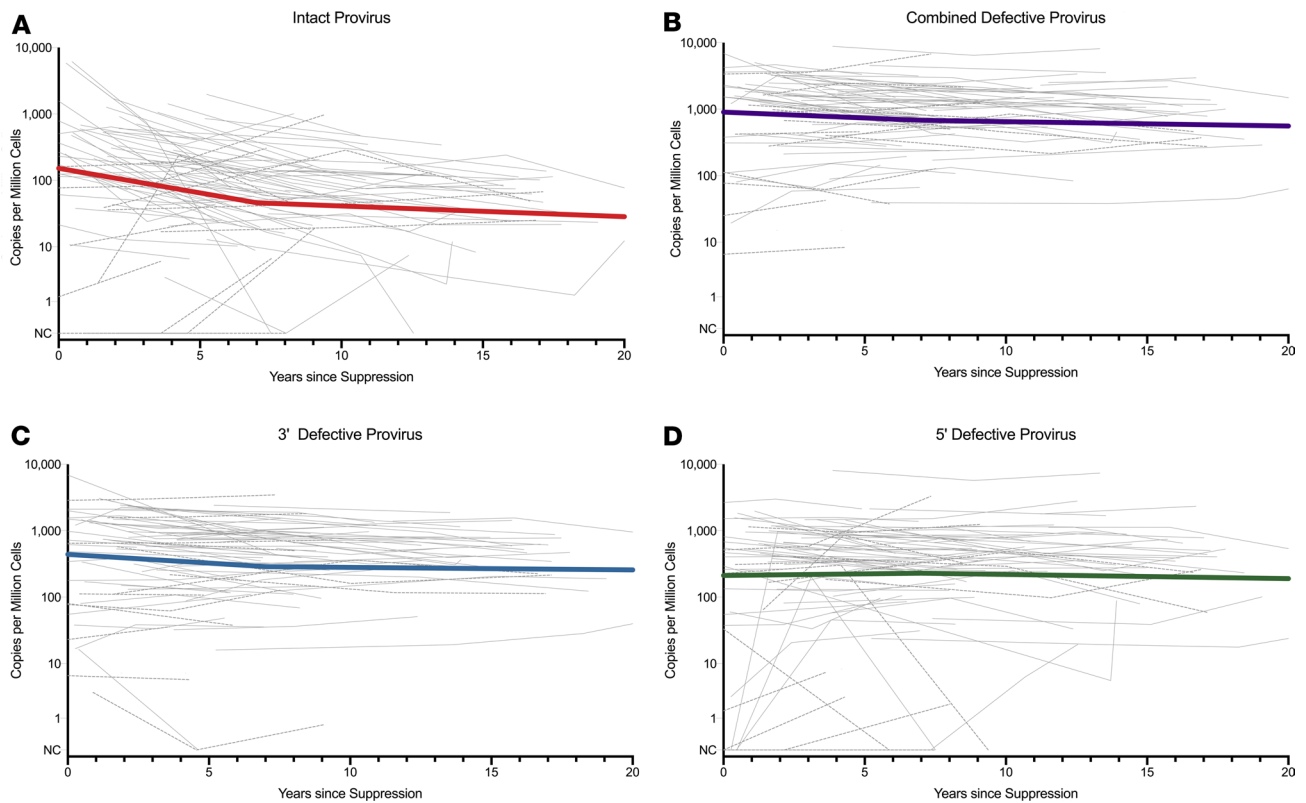 A
Intact Provirus
Copies per Million Cells
10,000
1,000
100
10
1
NC
0
5
10
15
20
Years since Suppression
B
Combined Defective Provirus
Copies per Million Cells
10,000
1,000
100
10
1
NC
0
5
10
15
20
Years since Suppression
C
3' Defective Provirus
Copies per Million Cells
10,000
1,000
100
10
1
NC
0
5
10
15
20
Years since Suppression
D
5' Defective Provirus
Copies per Million Cells
10,000
1,000
100
10
1
NC
0
5
10
15
20
Years since Suppression